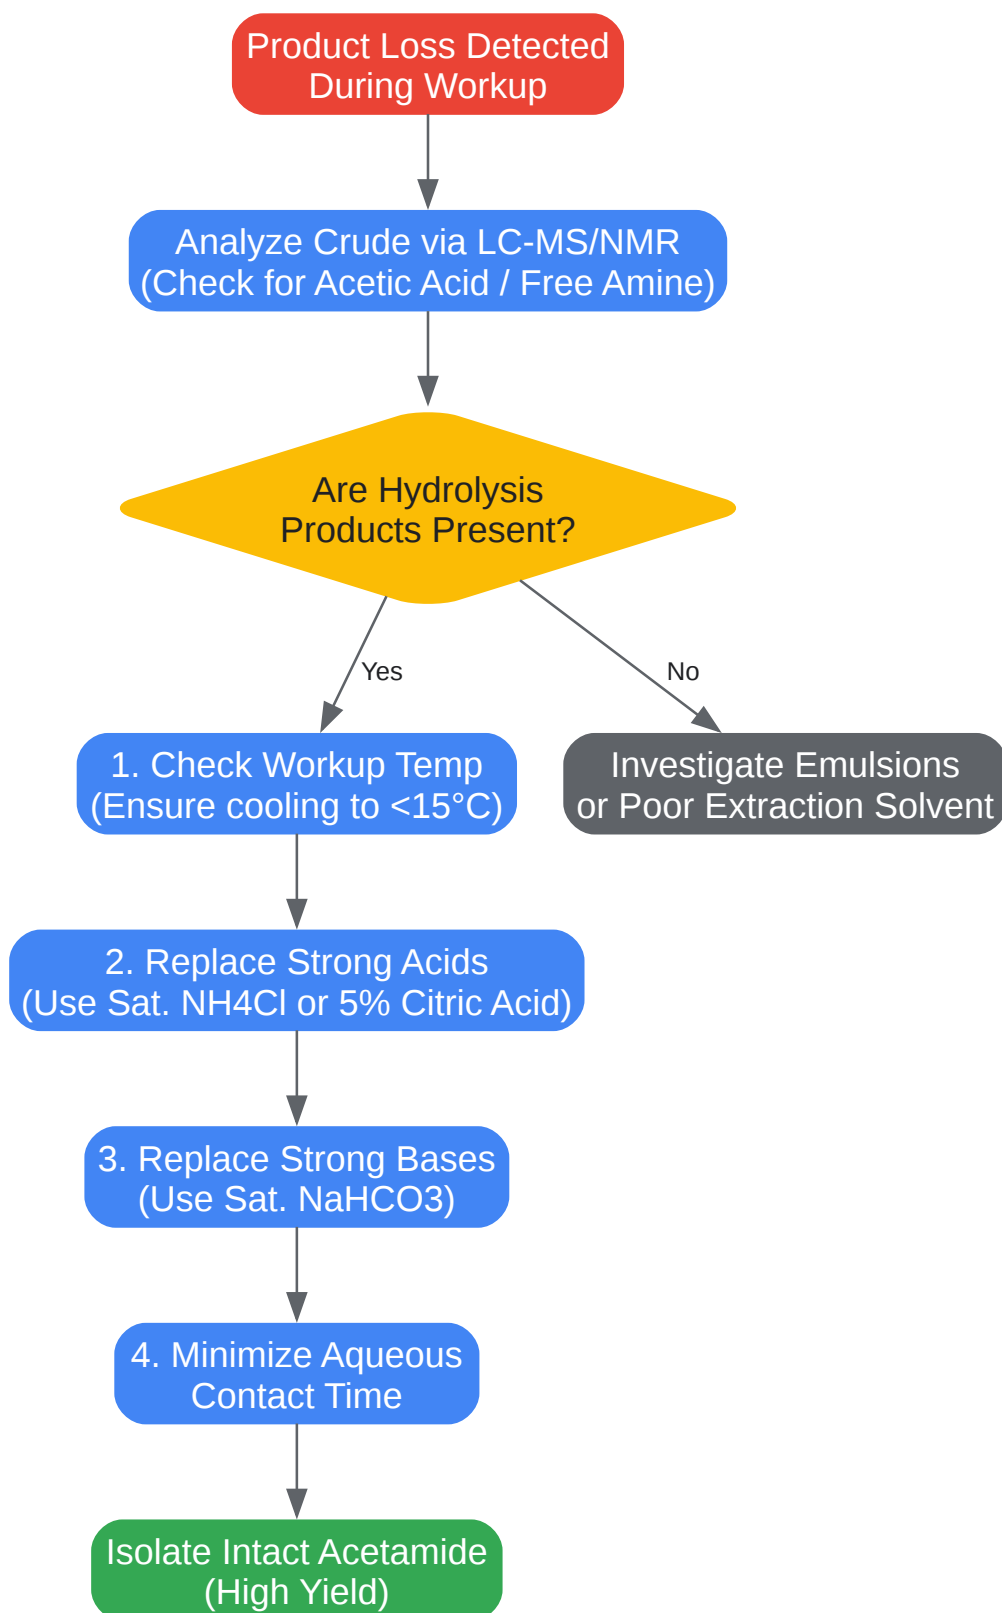 Product Loss Detected
During Workup
Analyze Crude via LC-MS/NMR
(Check for Acetic Acid / Free Amine)
Are Hydrolysis
Products Present?
Yes
No
1. Check Workup Temp
(Ensure cooling to <15°C)
Investigate Emulsions
or Poor Extraction Solvent
2. Replace Strong Acids
(Use Sat. NH4Cl or 5% Citric Acid)
3. Replace Strong Bases
(Use Sat. NaHCO3)
4. Minimize Aqueous
Contact Time
Isolate Intact Acetamide
(High Yield)